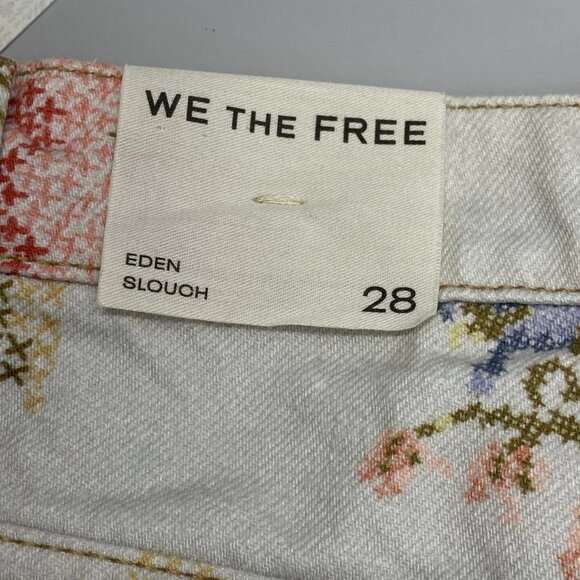 WE THE FREE
EDEN
SLOUCH
28